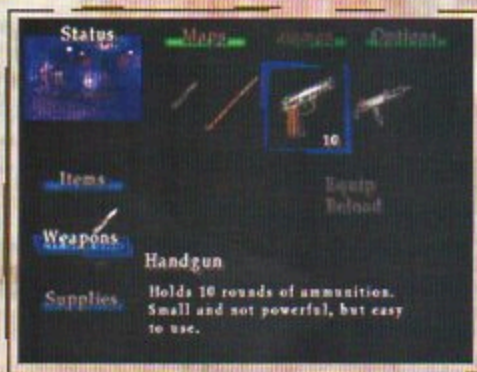 Status
Maps
Options
10
Items
Equip
Reload
Weapons
Handgun
Holds 10 rounds of ammunition.
Small and not powerful, but easy
to use.
Supplies